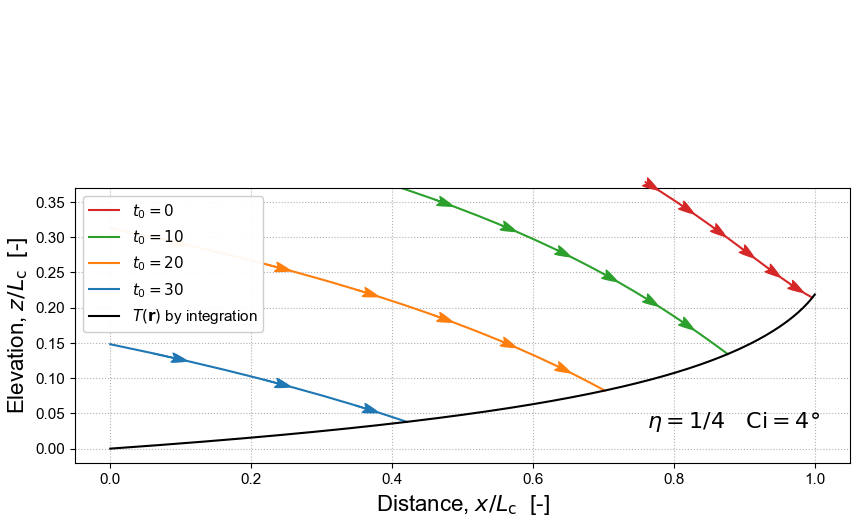 0.35
0.30
0.25
0.20
0.15
0.10
0.05
0.00
Elevation, z/L_c [-]
t_0 = 0
t_0 = 10
t_0 = 20
t_0 = 30
T(r) by integration
η = 1/4 Ci = 4°
0.0 0.2 0.4 0.6 0.8 1.0
Distance, x/L_c [-]